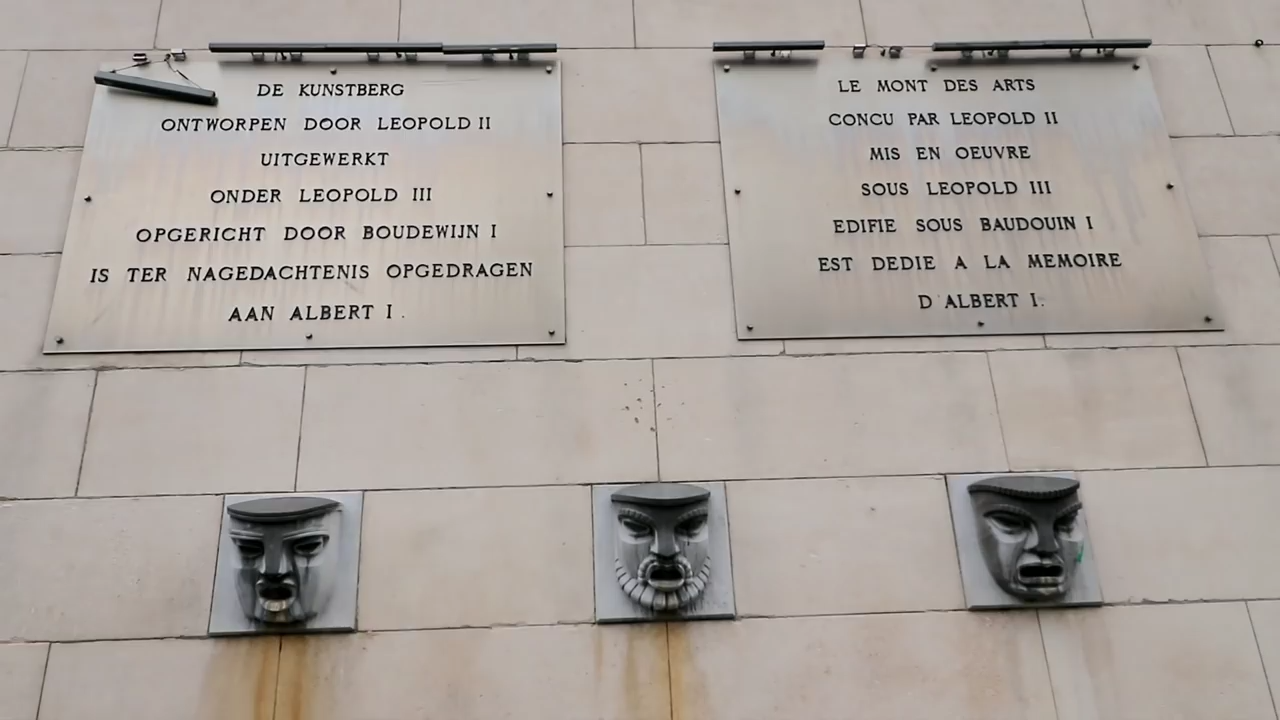 DE KUNSTBERG
ONTWORPEN DOOR LEOPOLD II
UITGEWERKT
ONDER LEOPOLD III
OPGERICHT DOOR BOUDEWIJN I
IS TER NAGEDACHTENIS OPGEDRAGEN
AAN ALBERT I.
LE MONT DES ARTS
CONCU PAR LEOPOLD II
MIS EN OEUVRE
SOUS LEOPOLD III
EDIFIE SOUS BAUDOUIN I
EST DEDIE A LA MEMOIRE
D'ALBERT I.